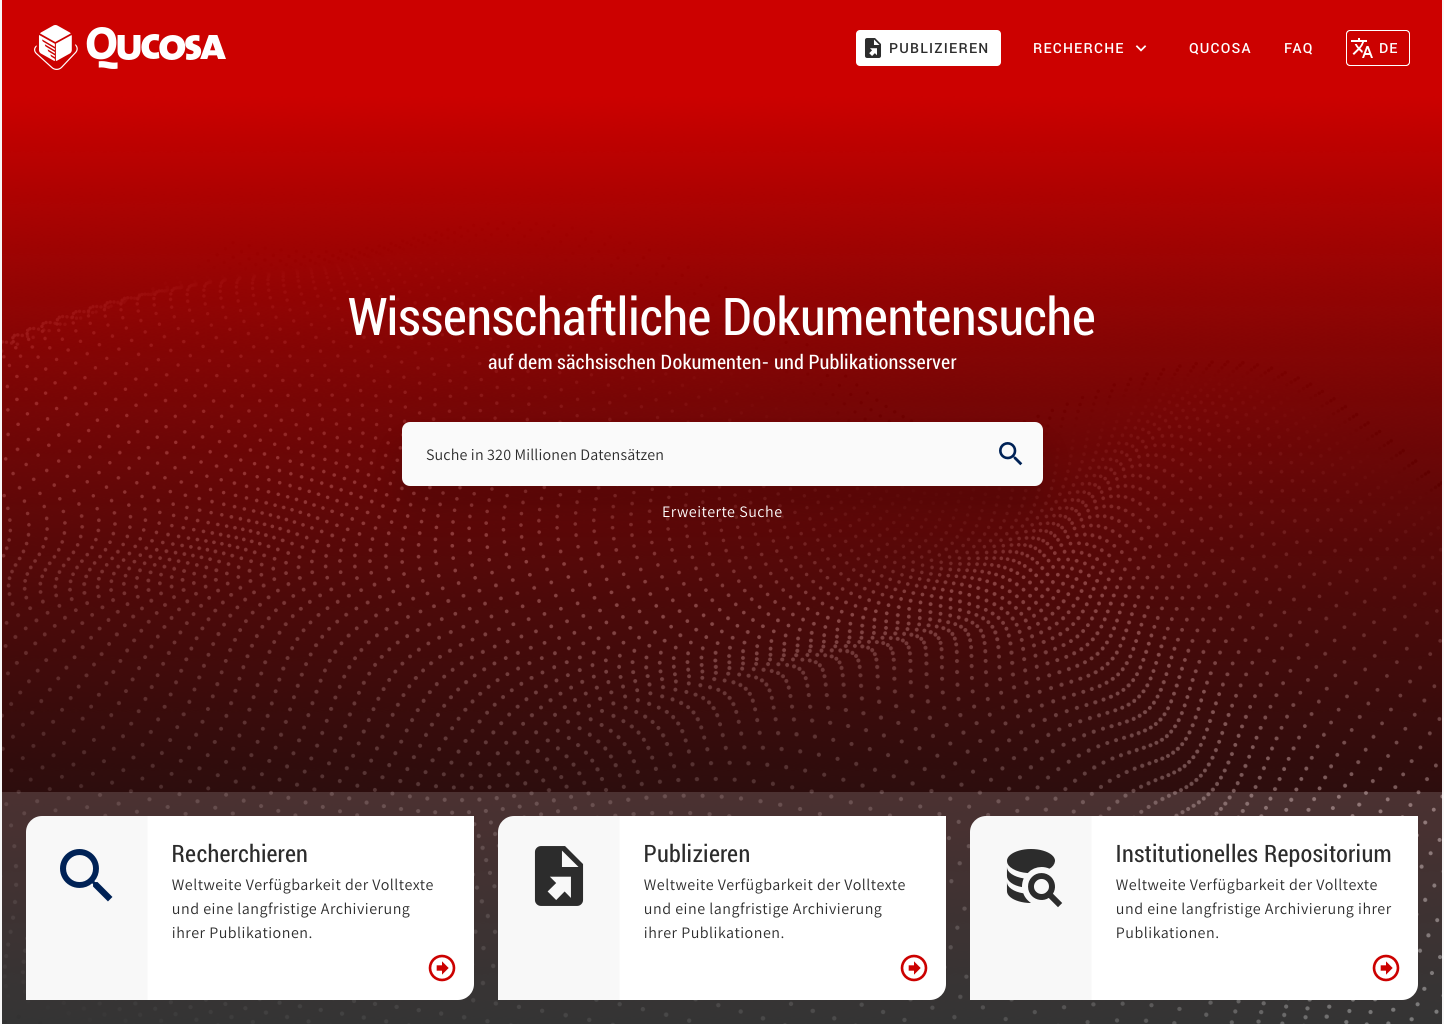 QUCOSA
PUBLIZIEREN
RECHERCHE
QUCOSA
FAQ
DE
Wissenschaftliche Dokumentensuche
auf dem sächsischen Dokumenten- und Publikationsserver
Suche in 320 Millionen Datensätzen
Erweiterte Suche
Recherchieren
Weltweite Verfügbarkeit der Volltexte
und eine langfristige Archivierung
ihrer Publikationen.
Publizieren
Weltweite Verfügbarkeit der Volltexte
und eine langfristige Archivierung
ihrer Publikationen.
Institutionelles Repositorium
Weltweite Verfügbarkeit der Volltexte
und eine langfristige Archivierung ihrer
Publikationen.